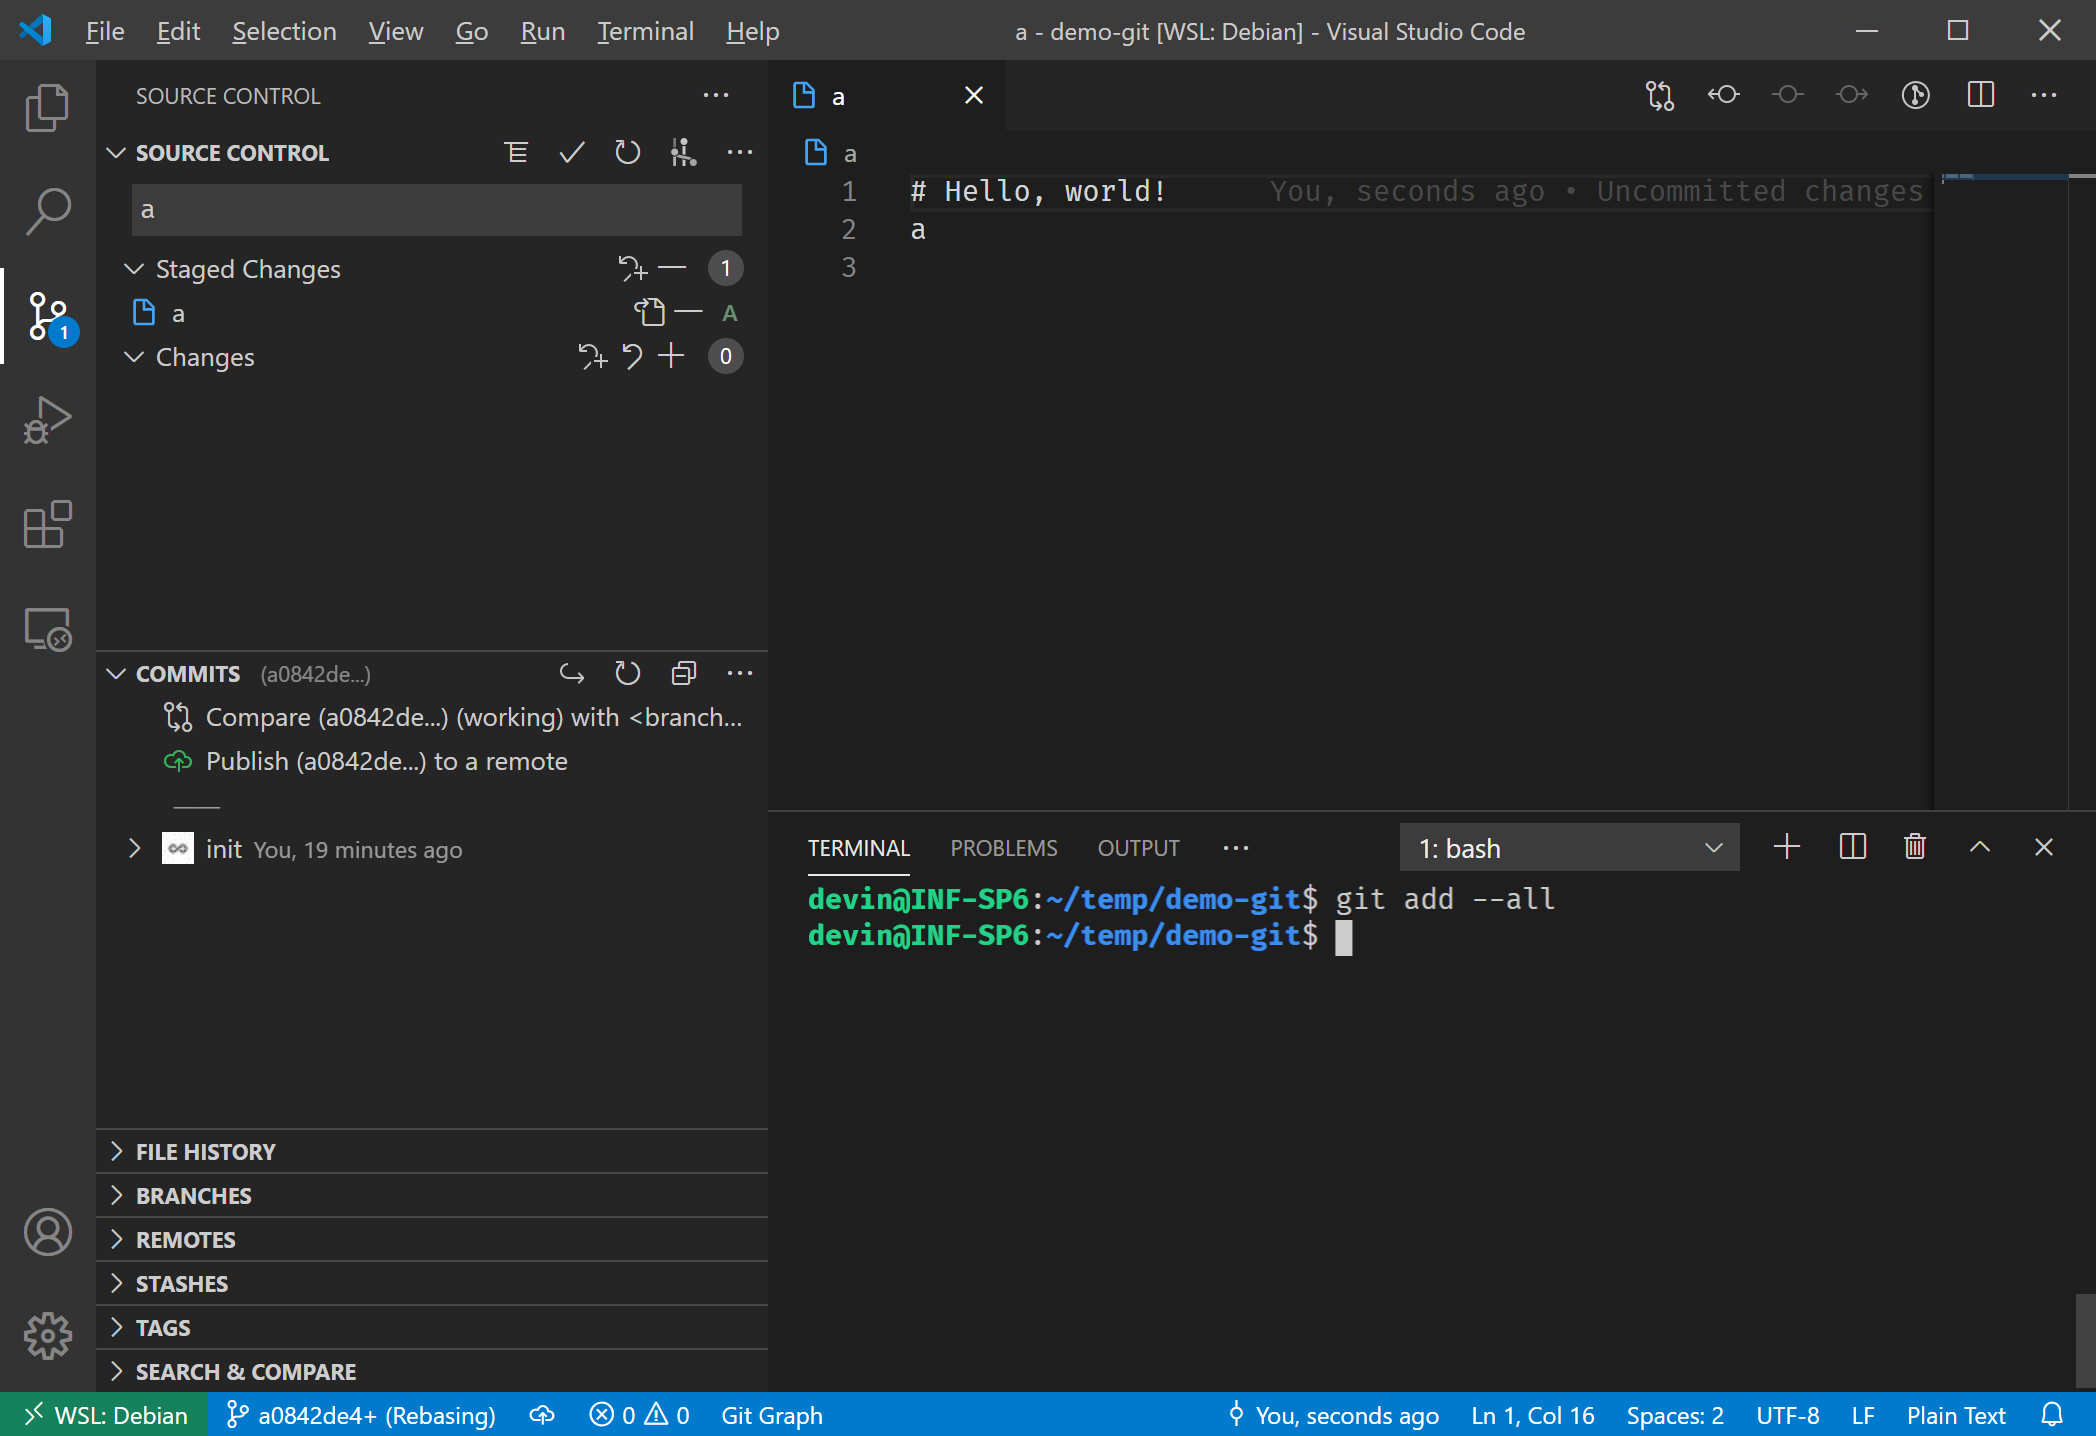 File Edit Selection View Go Run Terminal Help a - demo-git [WSL: Debian] - Visual Studio Code
SOURCE CONTROL
SOURCE CONTROL
a
Staged Changes 1
a A
Changes 0
1
COMMITS (a0842de...)
Compare (a0842de...) (working) with <branch...
Publish (a0842de...) to a remote
init You, 19 minutes ago
FILE HISTORY
BRANCHES
REMOTES
STASHES
TAGS
SEARCH & COMPARE
a
a
1 # Hello, world! You, seconds ago • Uncommitted changes
2 a
3
TERMINAL PROBLEMS OUTPUT 1: bash
devin@INF-SP6:~/temp/demo-git$ git add --all
devin@INF-SP6:~/temp/demo-git$
WSL: Debian a0842de4+ (Rebasing) 0 0 Git Graph You, seconds ago Ln 1, Col 16 Spaces: 2 UTF-8 LF Plain Text